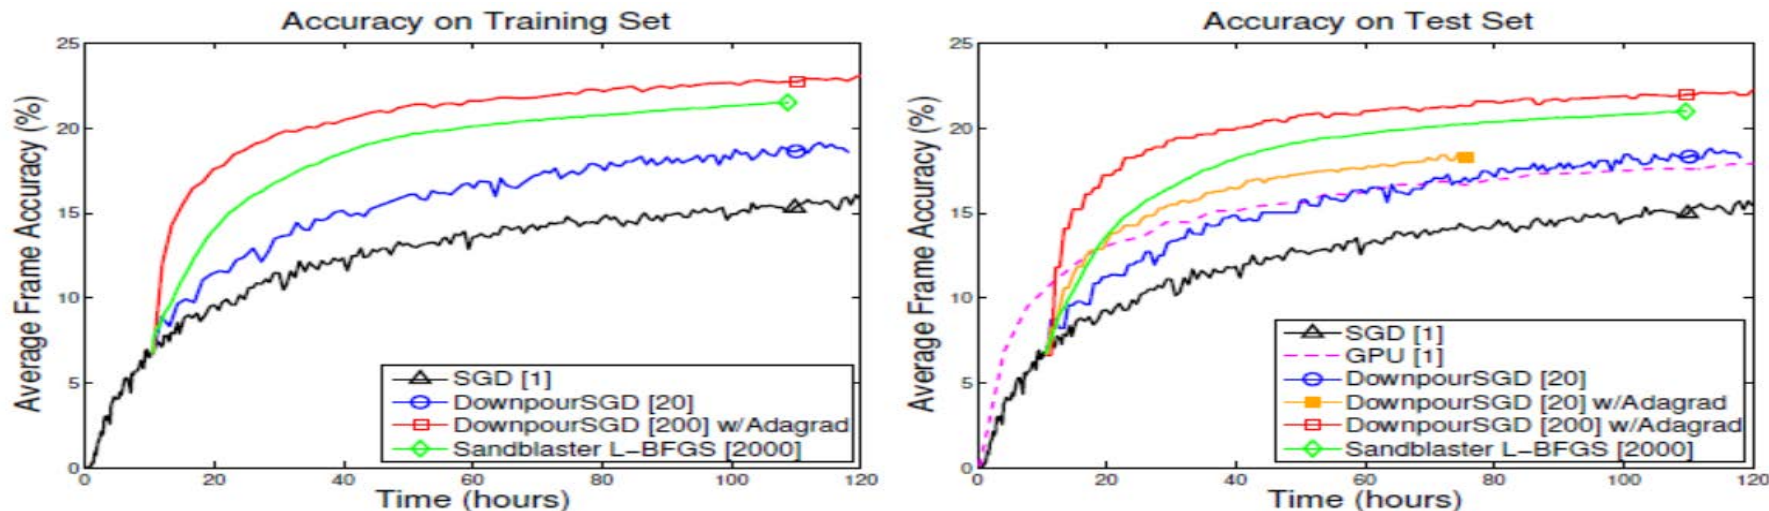 Accuracy on Training Set
Average Frame Accuracy (%)
25
20
15
10
5
0
0 20 40 60 80 100 120
Time (hours)
SGD [1]
DownpourSGD [20]
DownpourSGD [200] w/Adagrad
Sandblaster L−BFGS [2000]
Accuracy on Test Set
Average Frame Accuracy (%)
25
20
15
10
5
0
0 20 40 60 80 100 120
Time (hours)
SGD [1]
GPU [1]
DownpourSGD [20]
DownpourSGD [20] w/Adagrad
DownpourSGD [200] w/Adagrad
Sandblaster L−BFGS [2000]